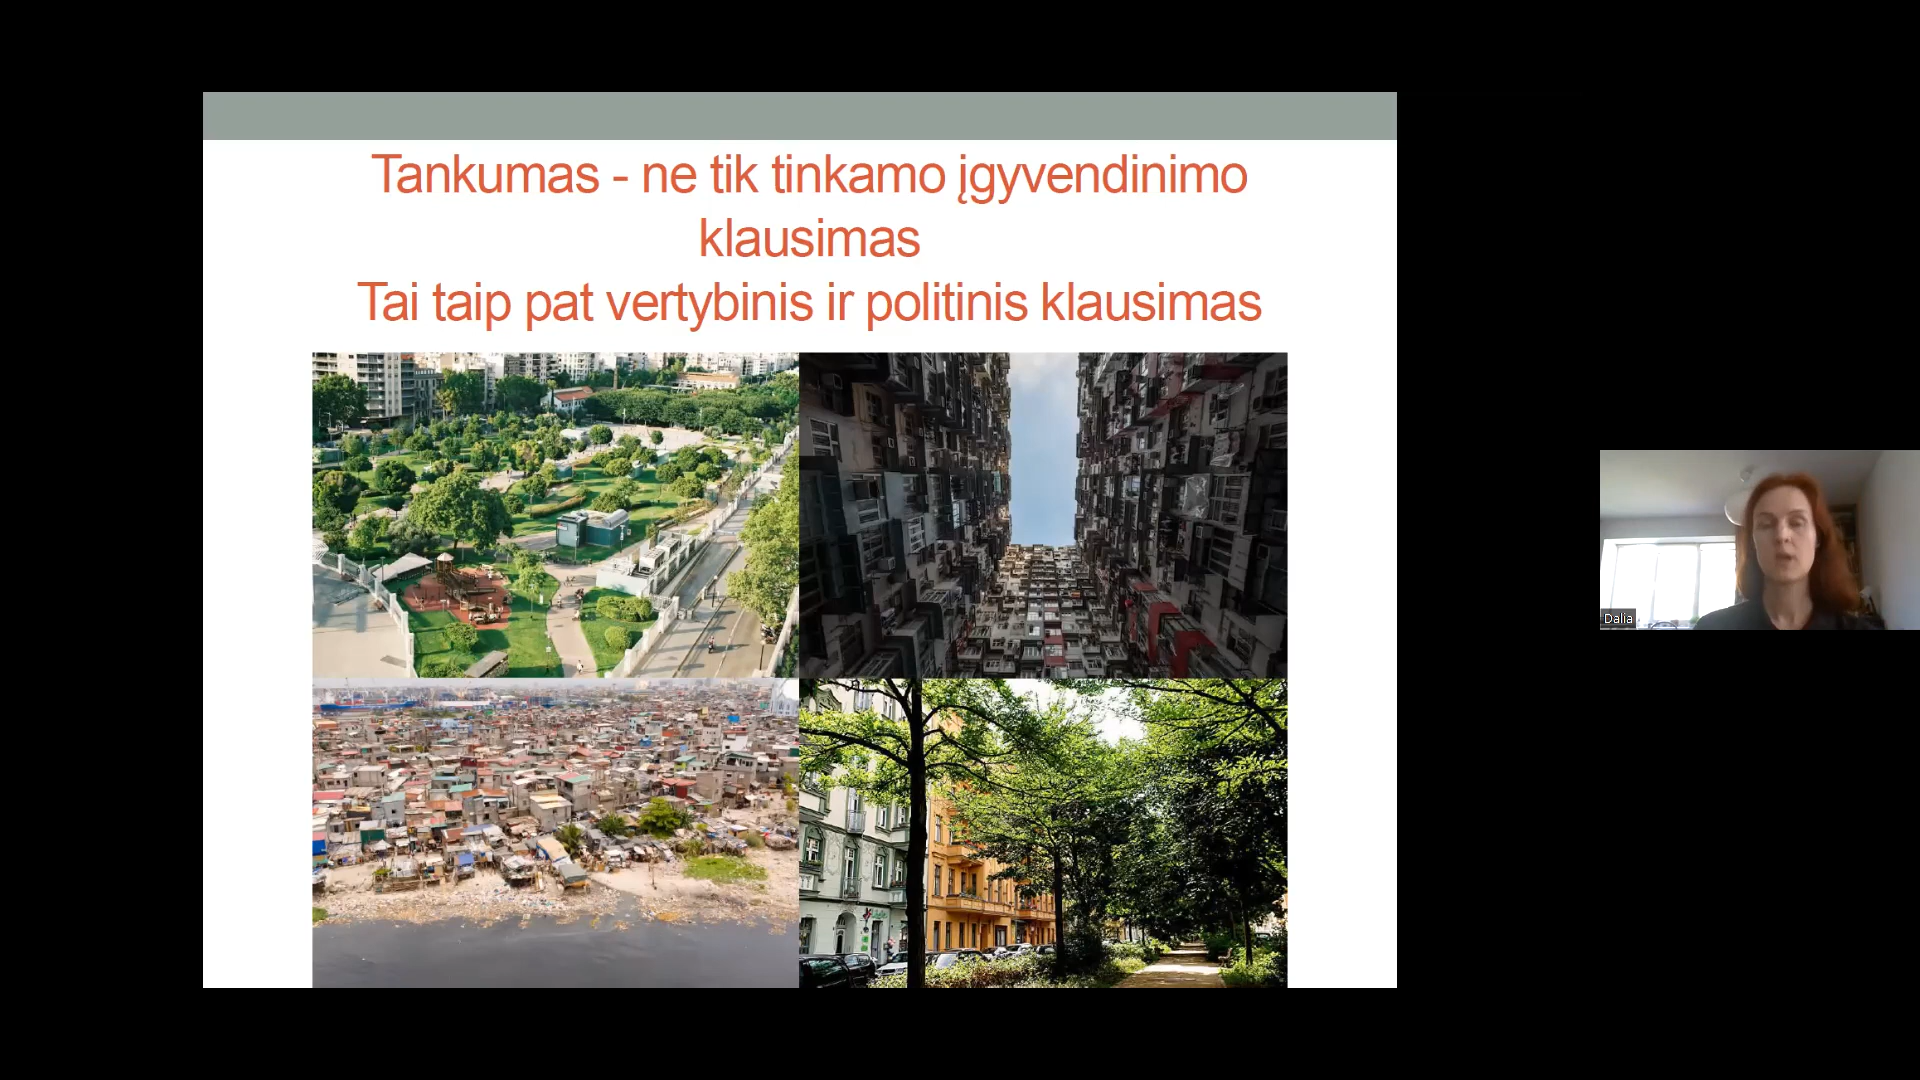 Tankumas - ne tik tinkamo įgyvendinimo
klausimas
Tai taip pat vertybinis ir politinis klausimas
Dalia